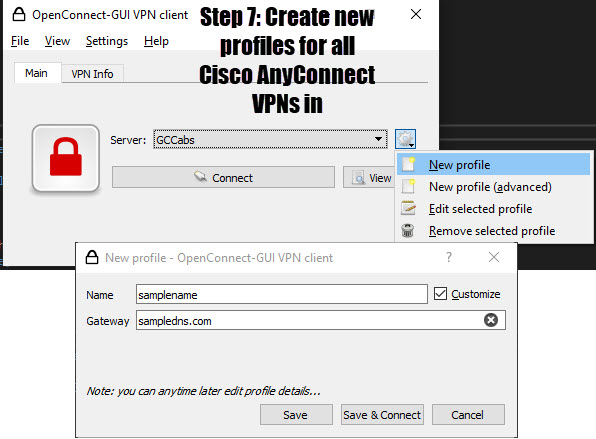 OpenConnect-GUI VPN client
Step 7: Create new
profiles for all
Cisco AnyConnect
VPNs in
File View Settings Help
Main VPN Info
Server: GCCabs
Connect View
New profile
New profile (advanced)
Edit selected profile
Remove selected profile
New profile - OpenConnect-GUI VPN client ?
Name samplename Customize
Gateway sampledns.com
Note: you can anytime later edit profile details...
Save Save & Connect Cancel